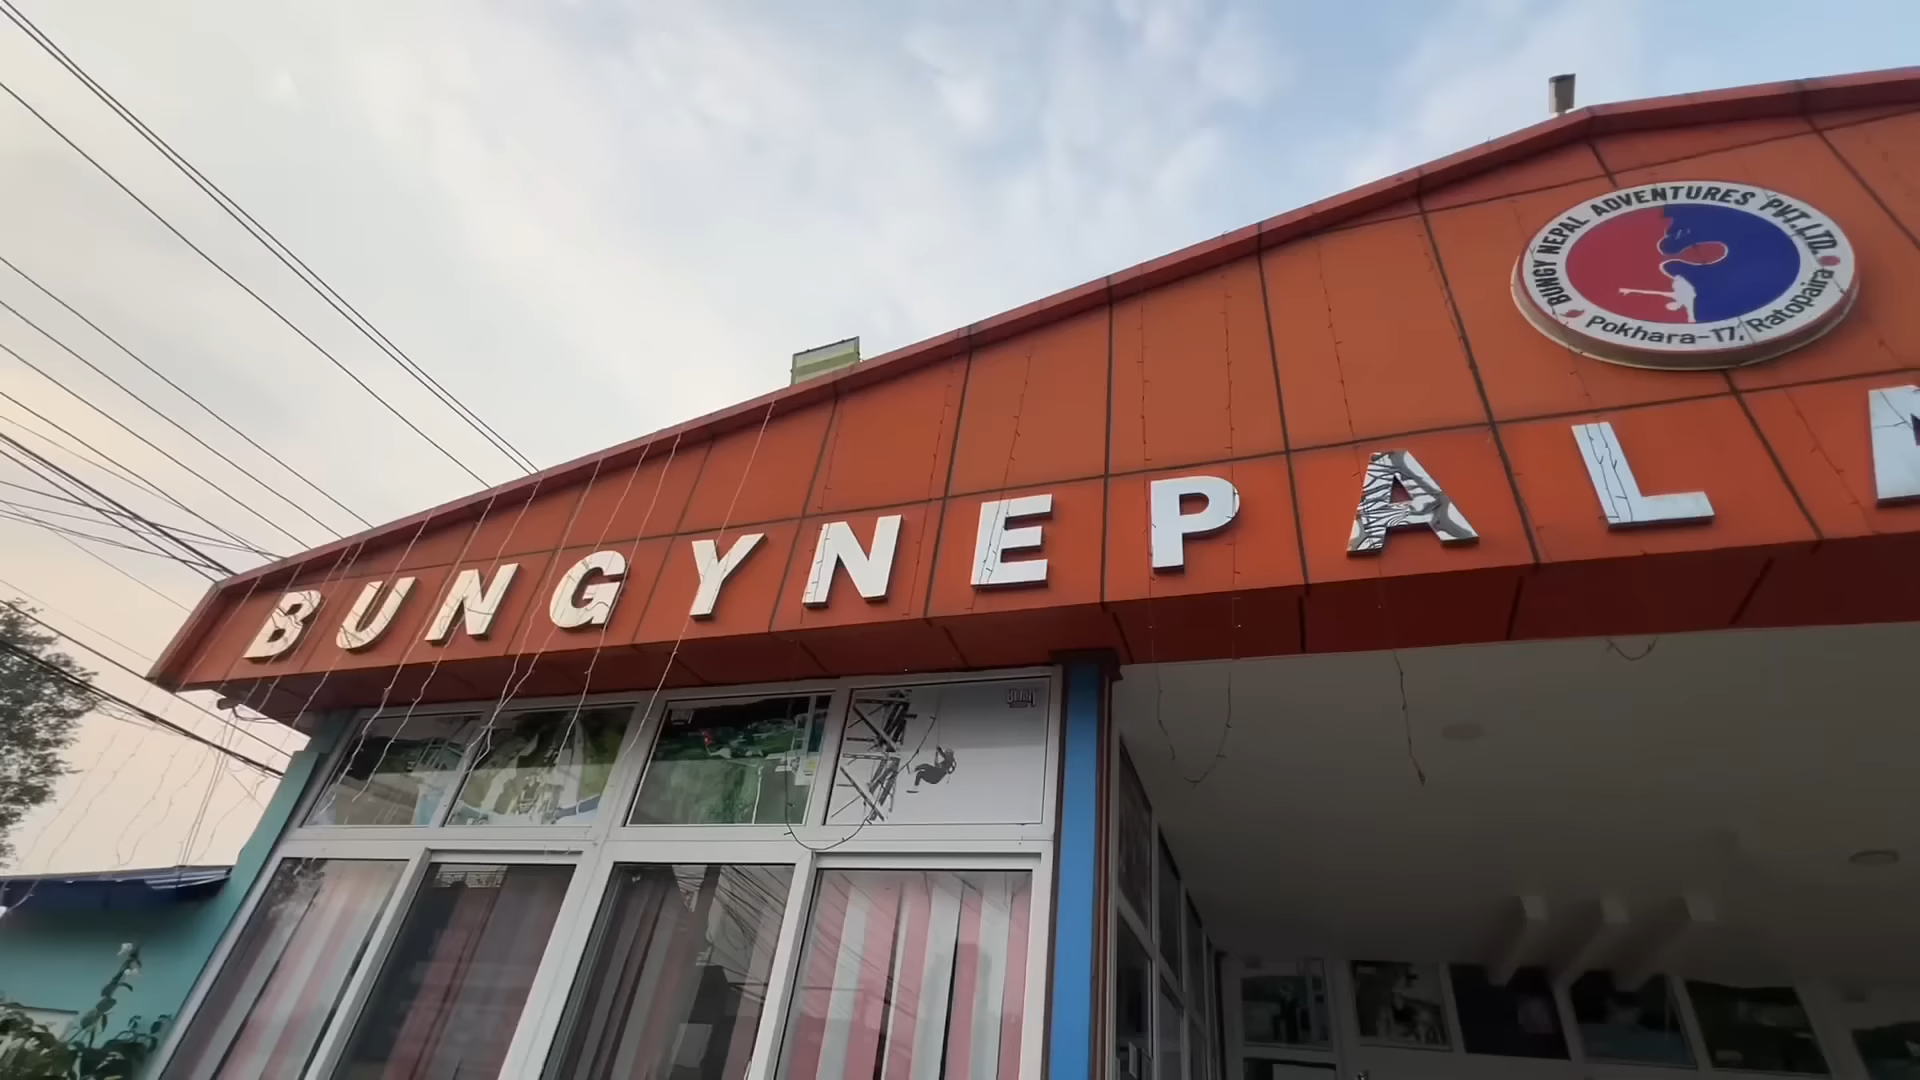 BUNGY NEPAL ADVENTURES PVT. LTD.
Pokhara-17, Ratopaira
BUNGY NEPAL